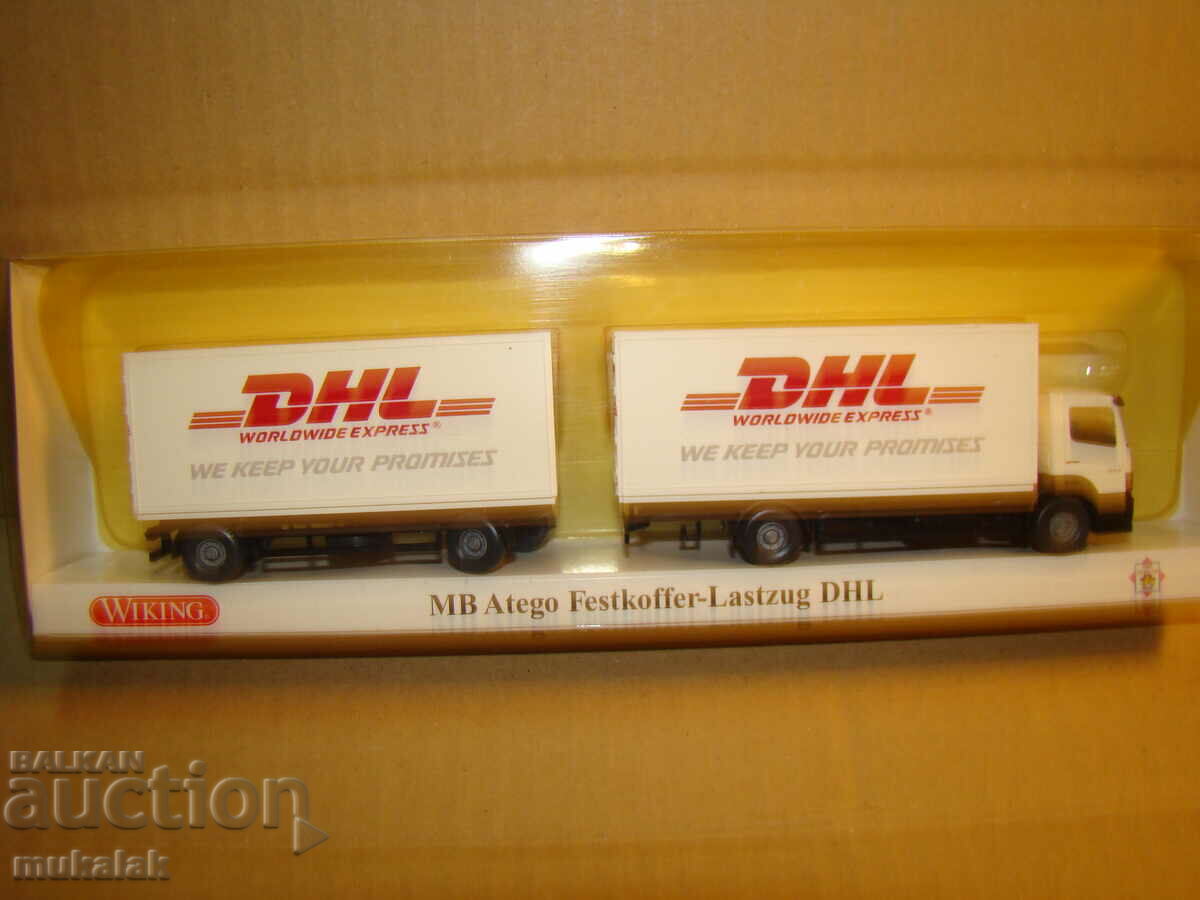 DHL
WORLDWIDE EXPRESS®
WE KEEP YOUR PROMISES
DHL
WORLDWIDE EXPRESS®
WE KEEP YOUR PROMISES
WIKING
MB Atego Festkoffer-Lastzug DHL
BALKAN
auction
mukalak